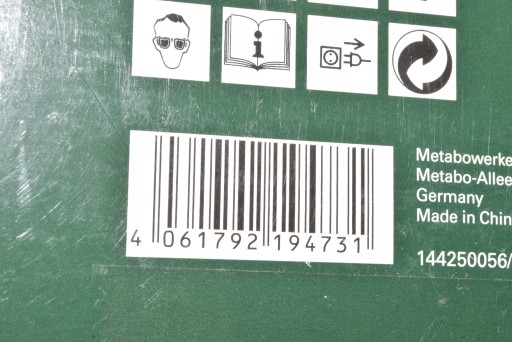 i
4 061792 194731
Metabowerke
Metabo-Allee
Germany
Made in Chin
144250056/